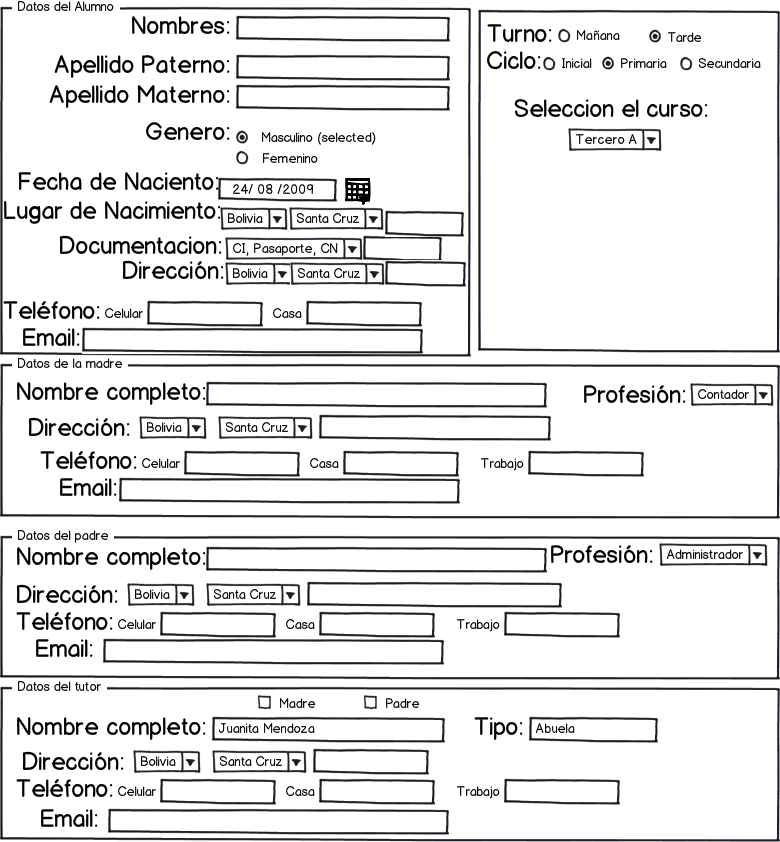 Datos del Alumno
Nombres:
Apellido Paterno:
Apellido Materno:
Genero: Masculino (selected)
Femenino
Fecha de Naciento: 24/ 08 /2009
Lugar de Nacimiento: Bolivia Santa Cruz
Documentacion: CI, Pasaporte, CN
Dirección: Bolivia Santa Cruz
Teléfono: Celular Casa
Email:
Turno: Mañana Tarde
Ciclo: Inicial Primaria Secundaria
Seleccion el curso:
Tercero A
Datos de la madre
Nombre completo: Profesión: Contador
Dirección: Bolivia Santa Cruz
Teléfono: Celular Casa Trabajo
Email:
Datos del padre
Nombre completo: Profesión: Administrador
Dirección: Bolivia Santa Cruz
Teléfono: Celular Casa Trabajo
Email:
Datos del tutor
Madre Padre
Nombre completo: Juanita Mendoza Tipo: Abuela
Dirección: Bolivia Santa Cruz
Teléfono: Celular Casa Trabajo
Email: